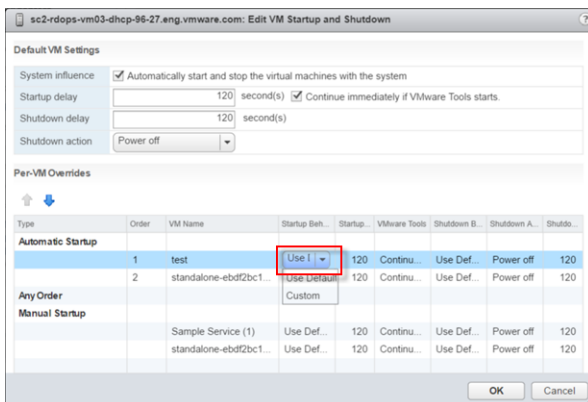 sc2-rdops-vm03-dhcp-96-27.eng.vmware.com: Edit VM Startup and Shutdown ?
Default VM Settings
System influence Automatically start and stop the virtual machines with the system
Startup delay 120 second(s) Continue immediately if VMware Tools starts.
Shutdown delay 120 second(s)
Shutdown action Power off
Per-VM Overrides
Type Order VM Name Startup Beh... Startup... VMware Tools Shutdown B... Shutdown A... Shutdo...
Automatic Startup
1 test Use 120 Continu... Use Def... Power off 120
2 standalone-ebdf2bc1... Use Default 120 Continu... Use Def... Power off 120
Any Order Custom
Manual Startup
Sample Service (1) Use Def... 120 Continu... Use Def... Power off 120
standalone-ebdf2bc1... Use Def... 120 Continu... Use Def... Power off 120
OK Cancel